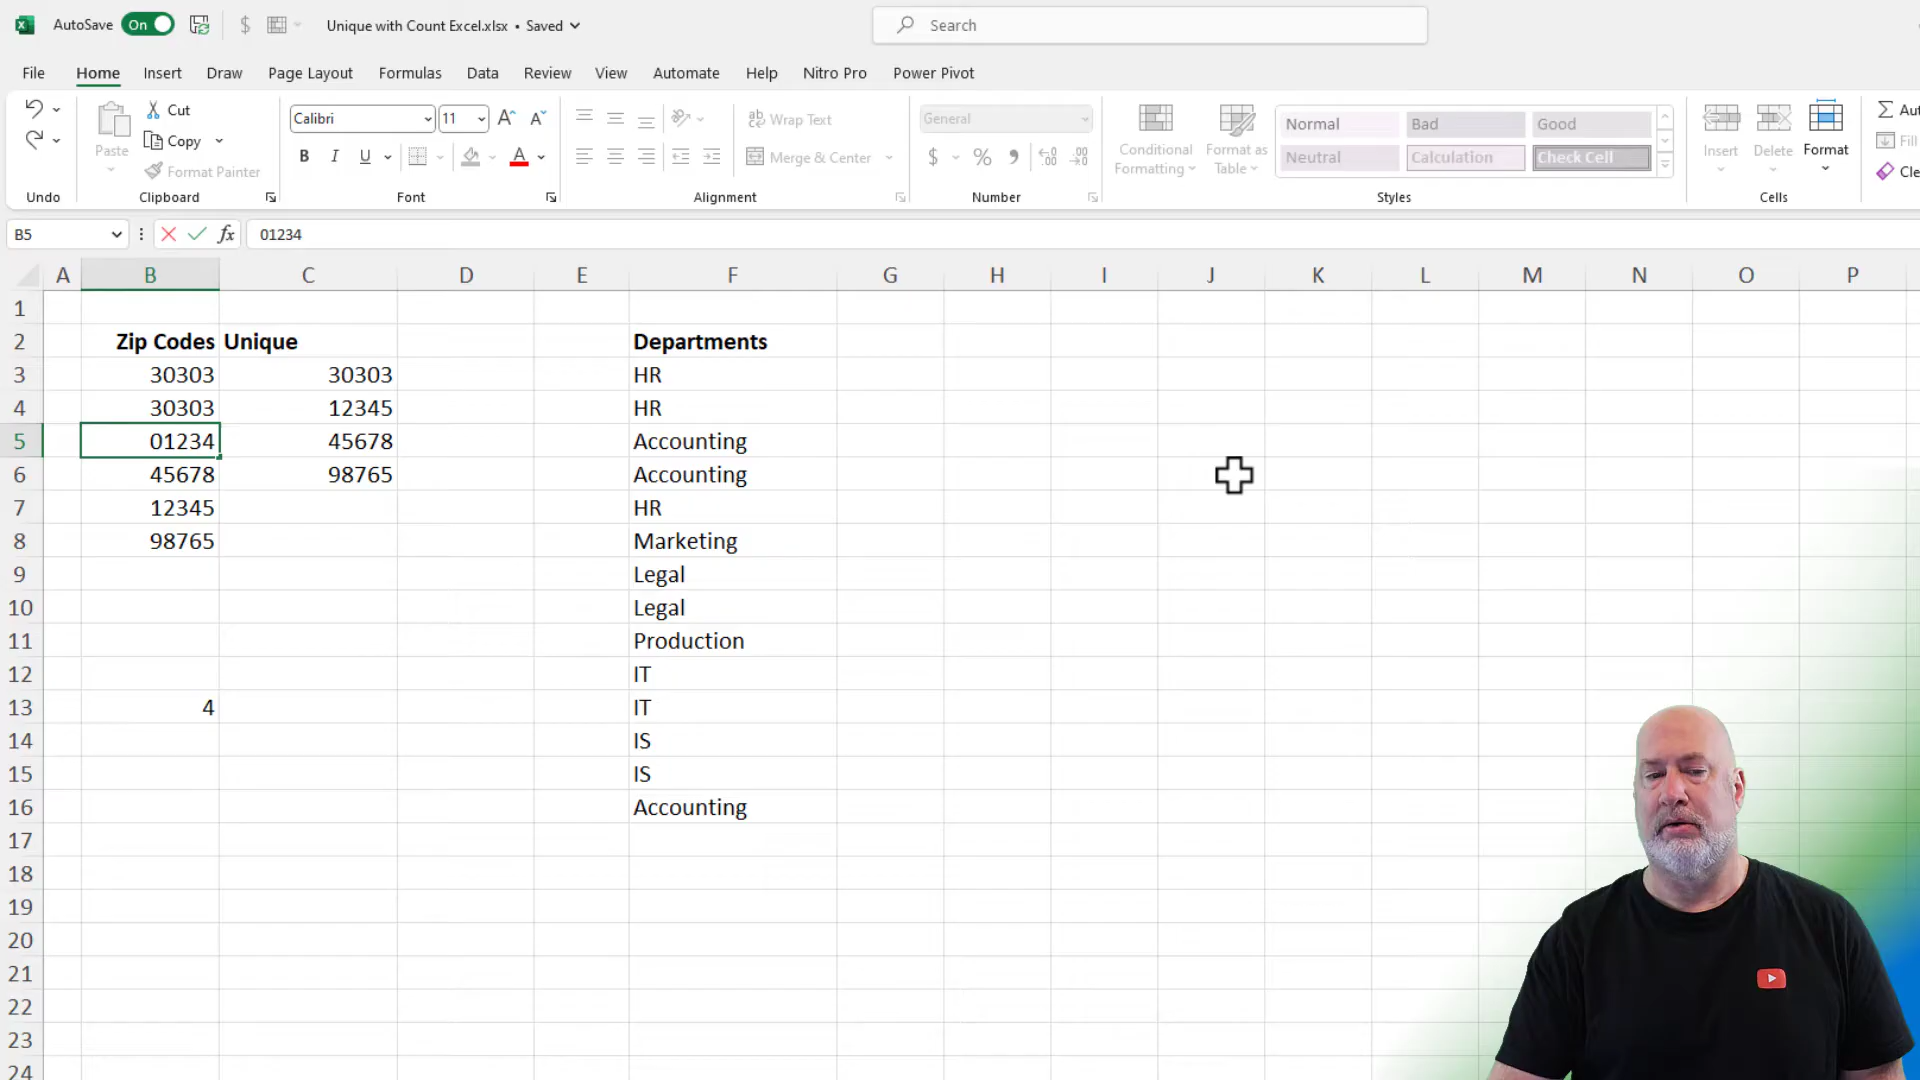 AutoSave On Unique with Count Excel.xlsx • Saved Search
File Home Insert Draw Page Layout Formulas Data Review View Automate Help Nitro Pro Power Pivot
Paste Cut Copy Format Painter
Calibri 11
B I U A
ab Wrap Text
Merge & Center
General
$ %
Conditional Formatting
Format as Table
Normal Bad Good
Neutral Calculation Check Cell
Insert Delete Format
Undo Clipboard Font Alignment Number Styles Cells
B5 fx 01234
A B C D E F G H I J K L M N O P
1
2 Zip Codes Unique Departments
3 30303 30303 HR
4 30303 12345 HR
5 01234 45678 Accounting
6 45678 98765 Accounting
7 12345 HR
8 98765 Marketing
9 Legal
10 Legal
11 Production
12 IT
13 4 IT
14 IS
15 IS
16 Accounting
17
18
19
20
21
22
23
24